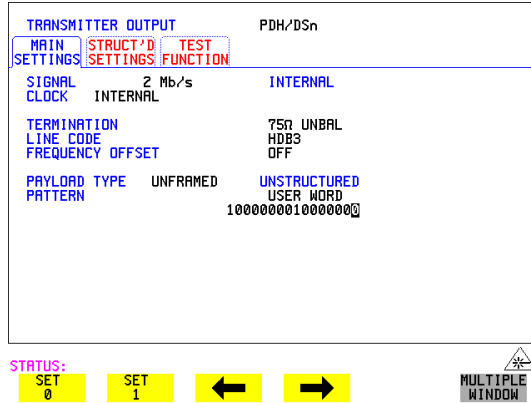 TRANSMITTER OUTPUT PDH/DSn
MAIN SETTINGS STRUCT'D SETTINGS TEST FUNCTION
SIGNAL 2 Mb/s INTERNAL
CLOCK INTERNAL
TERMINATION 75Ω UNBAL
LINE CODE HDB3
FREQUENCY OFFSET OFF
PAYLOAD TYPE UNFRAMED UNSTRUCTURED
PATTERN USER WORD
1000000010000000
STATUS:
SET 0 SET 1 MULTIPLE WINDOW